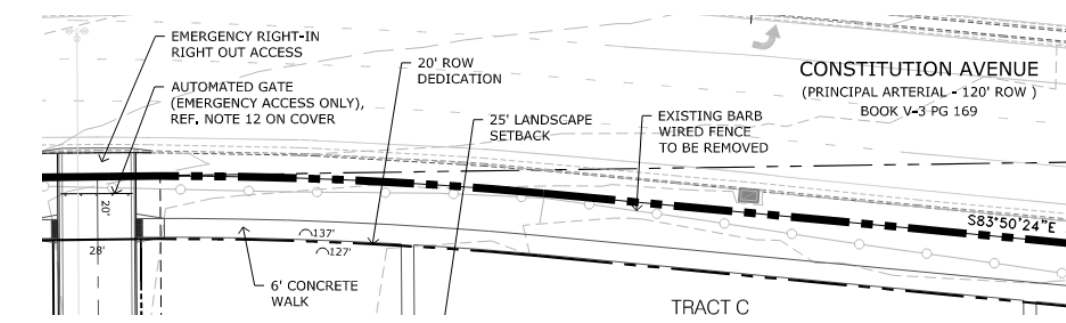 EMERGENCY RIGHT-IN
RIGHT OUT ACCESS
AUTOMATED GATE
(EMERGENCY ACCESS ONLY),
REF. NOTE 12 ON COVER
20' ROW
DEDICATION
25' LANDSCAPE
SETBACK
EXISTING BARB
WIRED FENCE
TO BE REMOVED
CONSTITUTION AVENUE
(PRINCIPAL ARTERIAL - 120' ROW )
BOOK V-3 PG 169
S83°50'24"E
20'
28'
137'
127'
6' CONCRETE
WALK
TRACT C